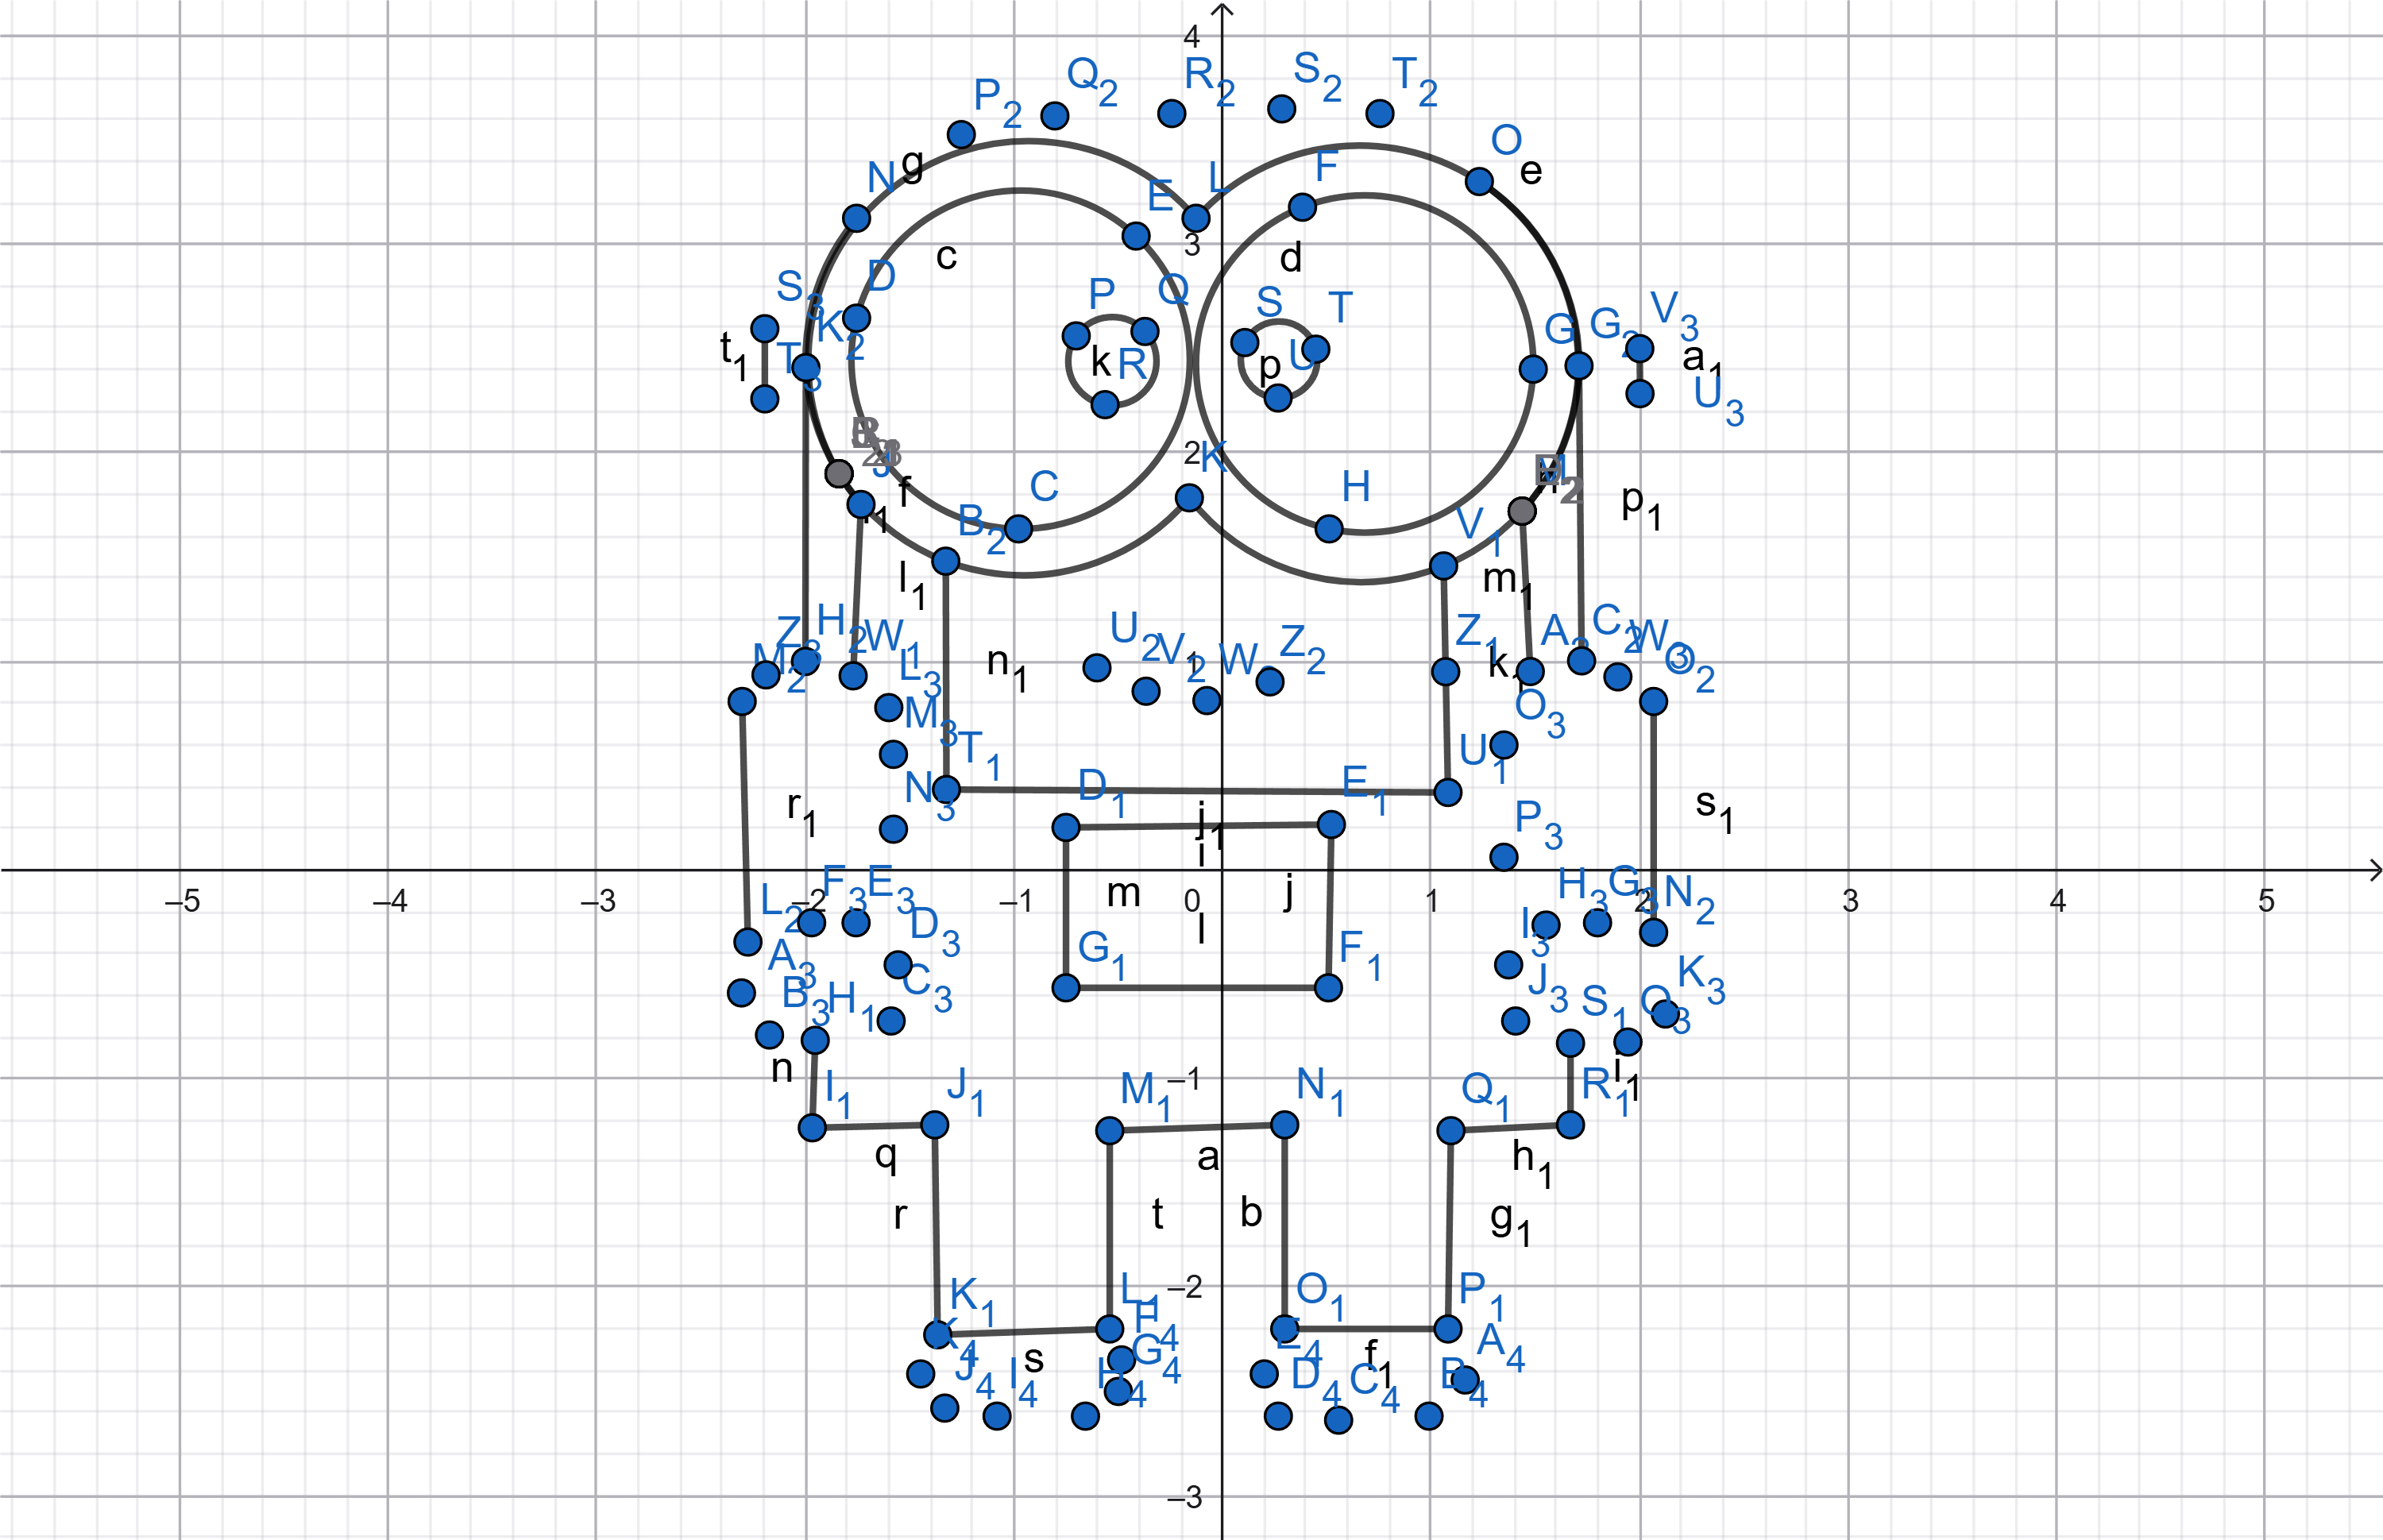 4
Q₂ R₂ S₂ T₂
P₂
O
N g L F e
E
3
c d
D
S₃ P Q S T V₃
K₂ G G₂
t₁ T₃ k R p U a₁
U₃
2 K
J M
f C H p₁
B₂ V₁
l₁ m₁
Z₃ H₂ W₁ U₂ Z₁ A₂ C₂ W₃
M₂ L₃ n₁ V₂ 1 Z₂ k₁ O₂
M₃ O₃
T₁ U₁
N₃ D₁ E₁
r₁ j₁ P₃ s₁
i
F₃ E₃ m j H₃ G₃
–5 –4 –3 –2 –1 0 1 2 3 4 5
L₂ D₃ l I₃ N₂
A₃ G₁ F₁
B₃ H₁ C₃ J₃ S₁ Q₃ K₃
n –1 i₁
I₁ J₁ M₁ N₁ Q₁ R₁
q a h₁
r t b g₁
K₁ L₁ –2 O₁ P₁
K₄ F₄ E₄ A₄
s G₄ f₁
J₄ I₄ H₄ D₄ C₄ B₄
–3